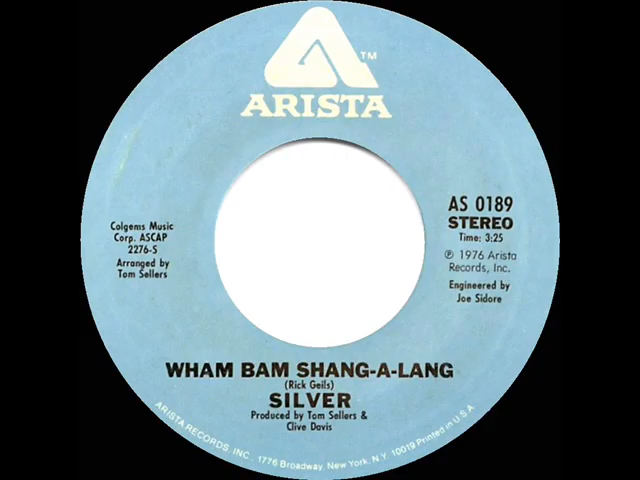 TM
ARISTA
Colgems Music
Corp. ASCAP
2276-S
Arranged by
Tom Sellers
AS 0189
STEREO
Time: 3:25
℗ 1976 Arista
Records, Inc.
Engineered by
Joe Sidore
WHAM BAM SHANG-A-LANG
(Rick Geils)
SILVER
Produced by Tom Sellers &
Clive Davis
ARISTA RECORDS, INC., 1776 Broadway, New York, N.Y. 10019 Printed in U.S.A.